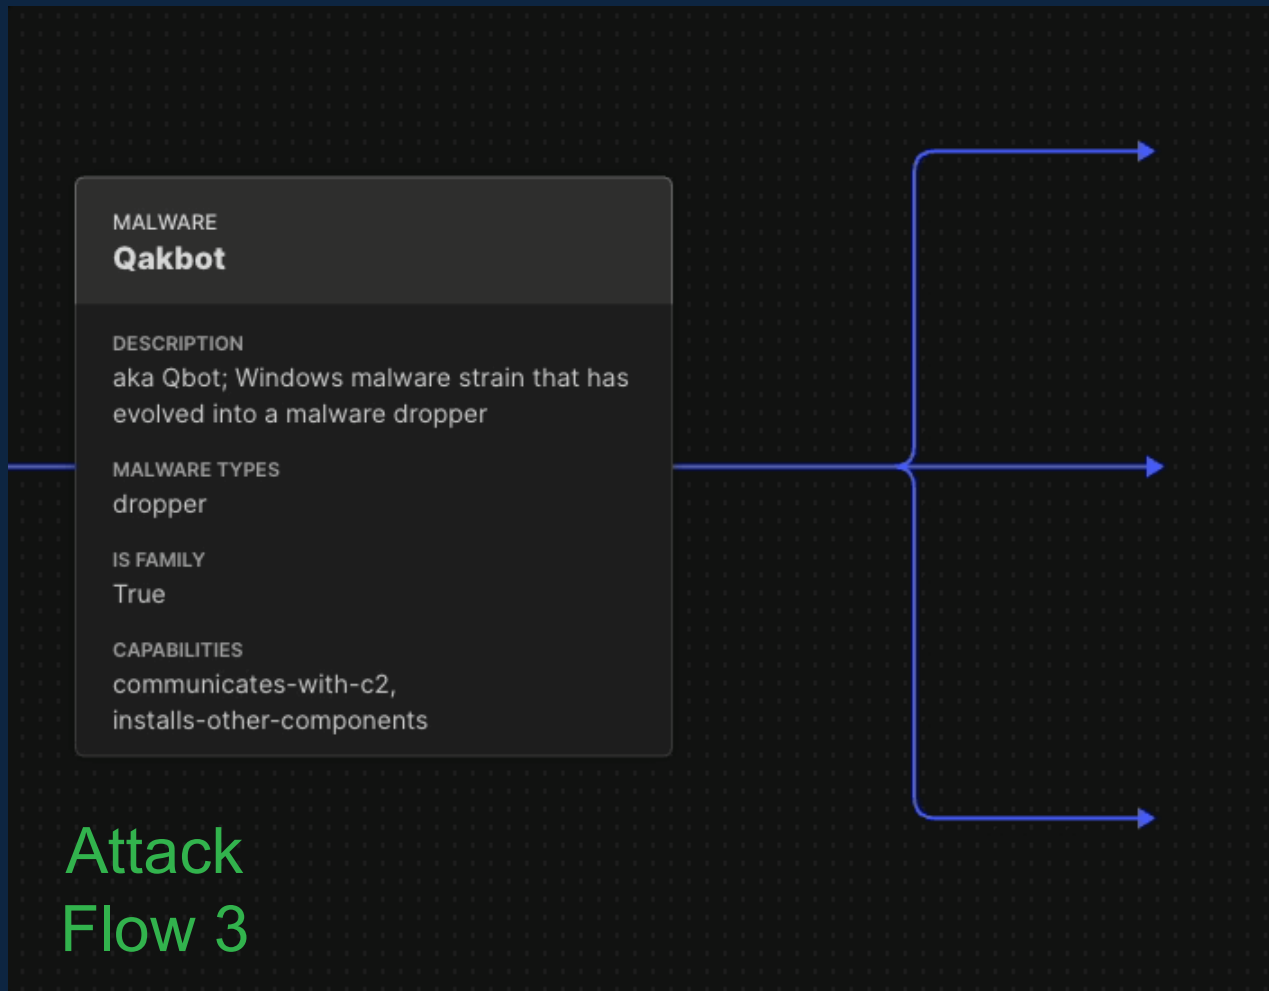 MALWARE
Qakbot
DESCRIPTION
aka Qbot; Windows malware strain that has
evolved into a malware dropper
MALWARE TYPES
dropper
IS FAMILY
True
CAPABILITIES
communicates-with-c2,
installs-other-components
Attack
Flow 3